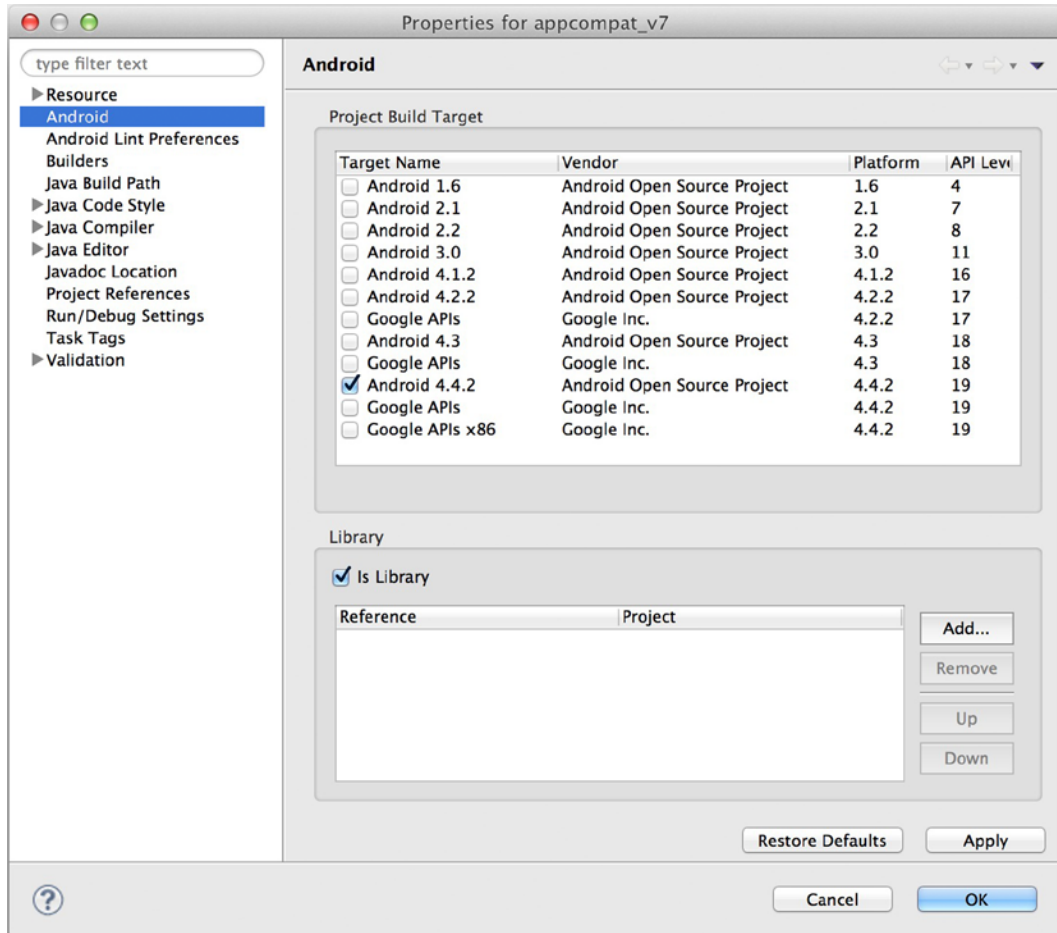 Properties for appcompat_v7
type filter text
Resource
Android
Android Lint Preferences
Builders
Java Build Path
Java Code Style
Java Compiler
Java Editor
Javadoc Location
Project References
Run/Debug Settings
Task Tags
Validation
Android
Project Build Target
Target Name Vendor Platform API Leve
Android 1.6 Android Open Source Project 1.6 4
Android 2.1 Android Open Source Project 2.1 7
Android 2.2 Android Open Source Project 2.2 8
Android 3.0 Android Open Source Project 3.0 11
Android 4.1.2 Android Open Source Project 4.1.2 16
Android 4.2.2 Android Open Source Project 4.2.2 17
Google APIs Google Inc. 4.2.2 17
Android 4.3 Android Open Source Project 4.3 18
Google APIs Google Inc. 4.3 18
Android 4.4.2 Android Open Source Project 4.4.2 19
Google APIs Google Inc. 4.4.2 19
Google APIs x86 Google Inc. 4.4.2 19
Library
Is Library
Reference Project
Add...
Remove
Up
Down
Restore Defaults Apply
? Cancel OK